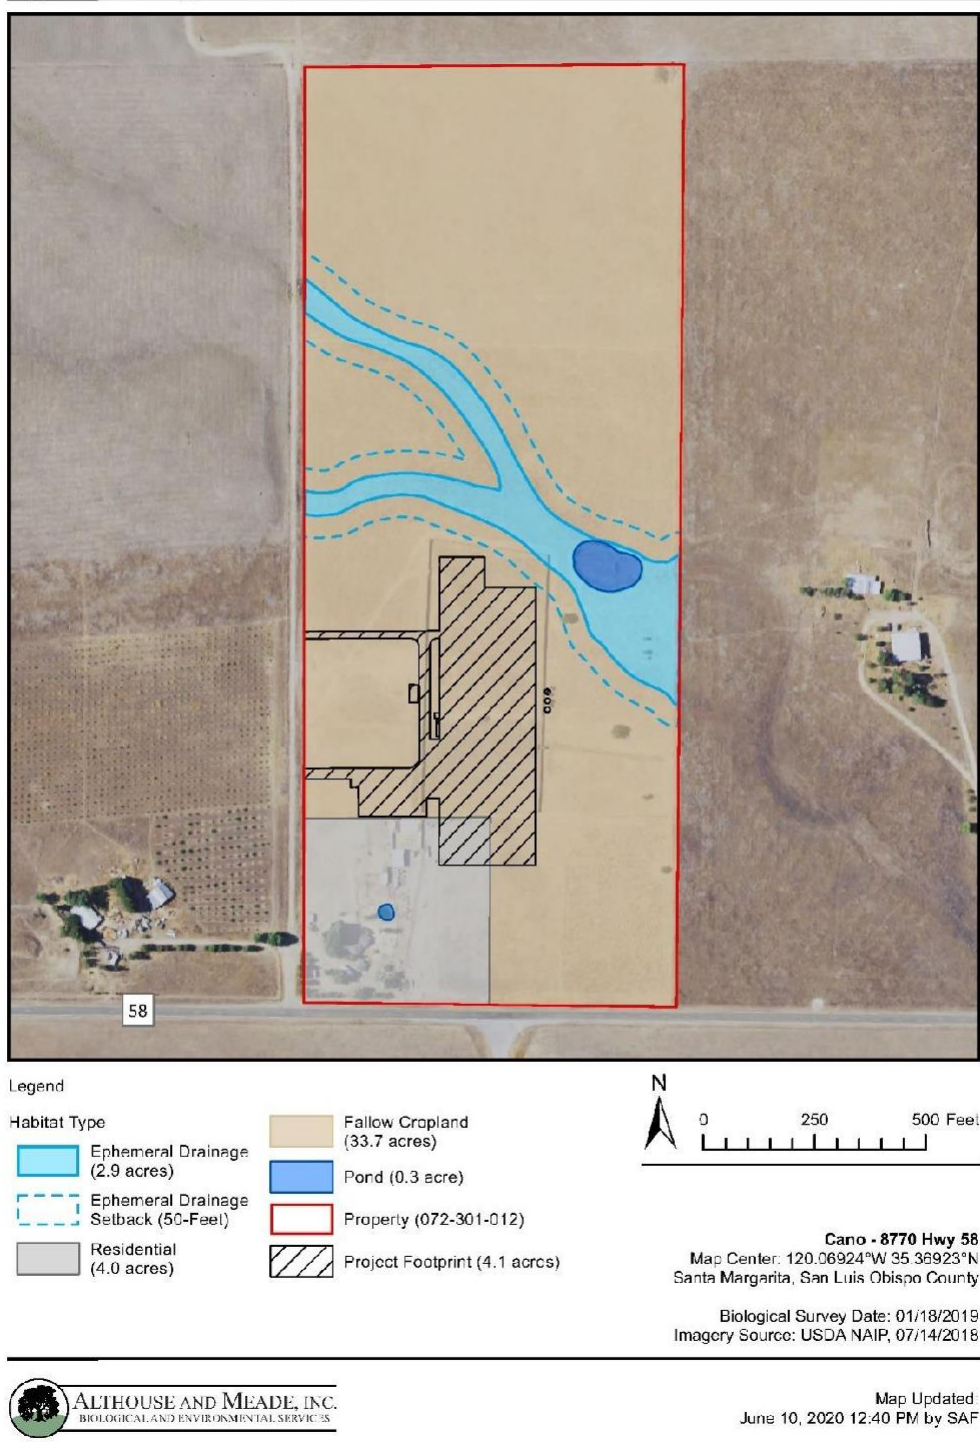 58
Legend
Habitat Type
Ephemeral Drainage
(2.9 acres)
Ephemeral Drainage
Setback (50-Feet)
Residential
(4.0 acres)
Fallow Cropland
(33.7 acres)
Pond (0.3 acre)
Property (072-301-012)
Project Footprint (4.1 acres)
N
0 250 500 Feet
Cano - 8770 Hwy 58
Map Center: 120.06924°W 35.36923°N
Santa Margarita, San Luis Obispo County
Biological Survey Date: 01/18/2019
Imagery Source: USDA NAIP, 07/14/2018
ALTHOUSE AND MEADE, INC.
BIOLOGICAL AND ENVIRONMENTAL SERVICES
Map Updated:
June 10, 2020 12:40 PM by SAF